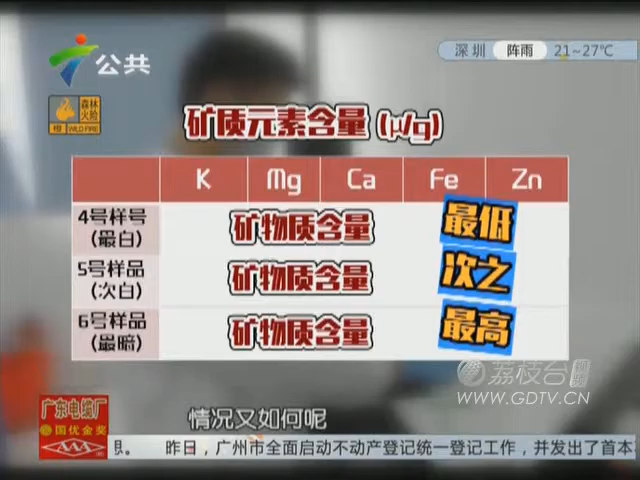 公共
深圳 阵雨 21~27℃
森林火险
橙 WILD FIRE
矿质元素含量(μ/g)
K Mg Ca Fe Zn
4号样号 矿物质含量 最低
(最白)
5号样品 矿物质含量 次之
(次白)
6号样品 矿物质含量 最高
(最暗)
荔枝台
www.GDTV.CN
广东电缆厂
国优金奖
AAA
情况又如何呢
县。 昨日，广州市全面启动不动产登记统一登记工作，并发出了首本